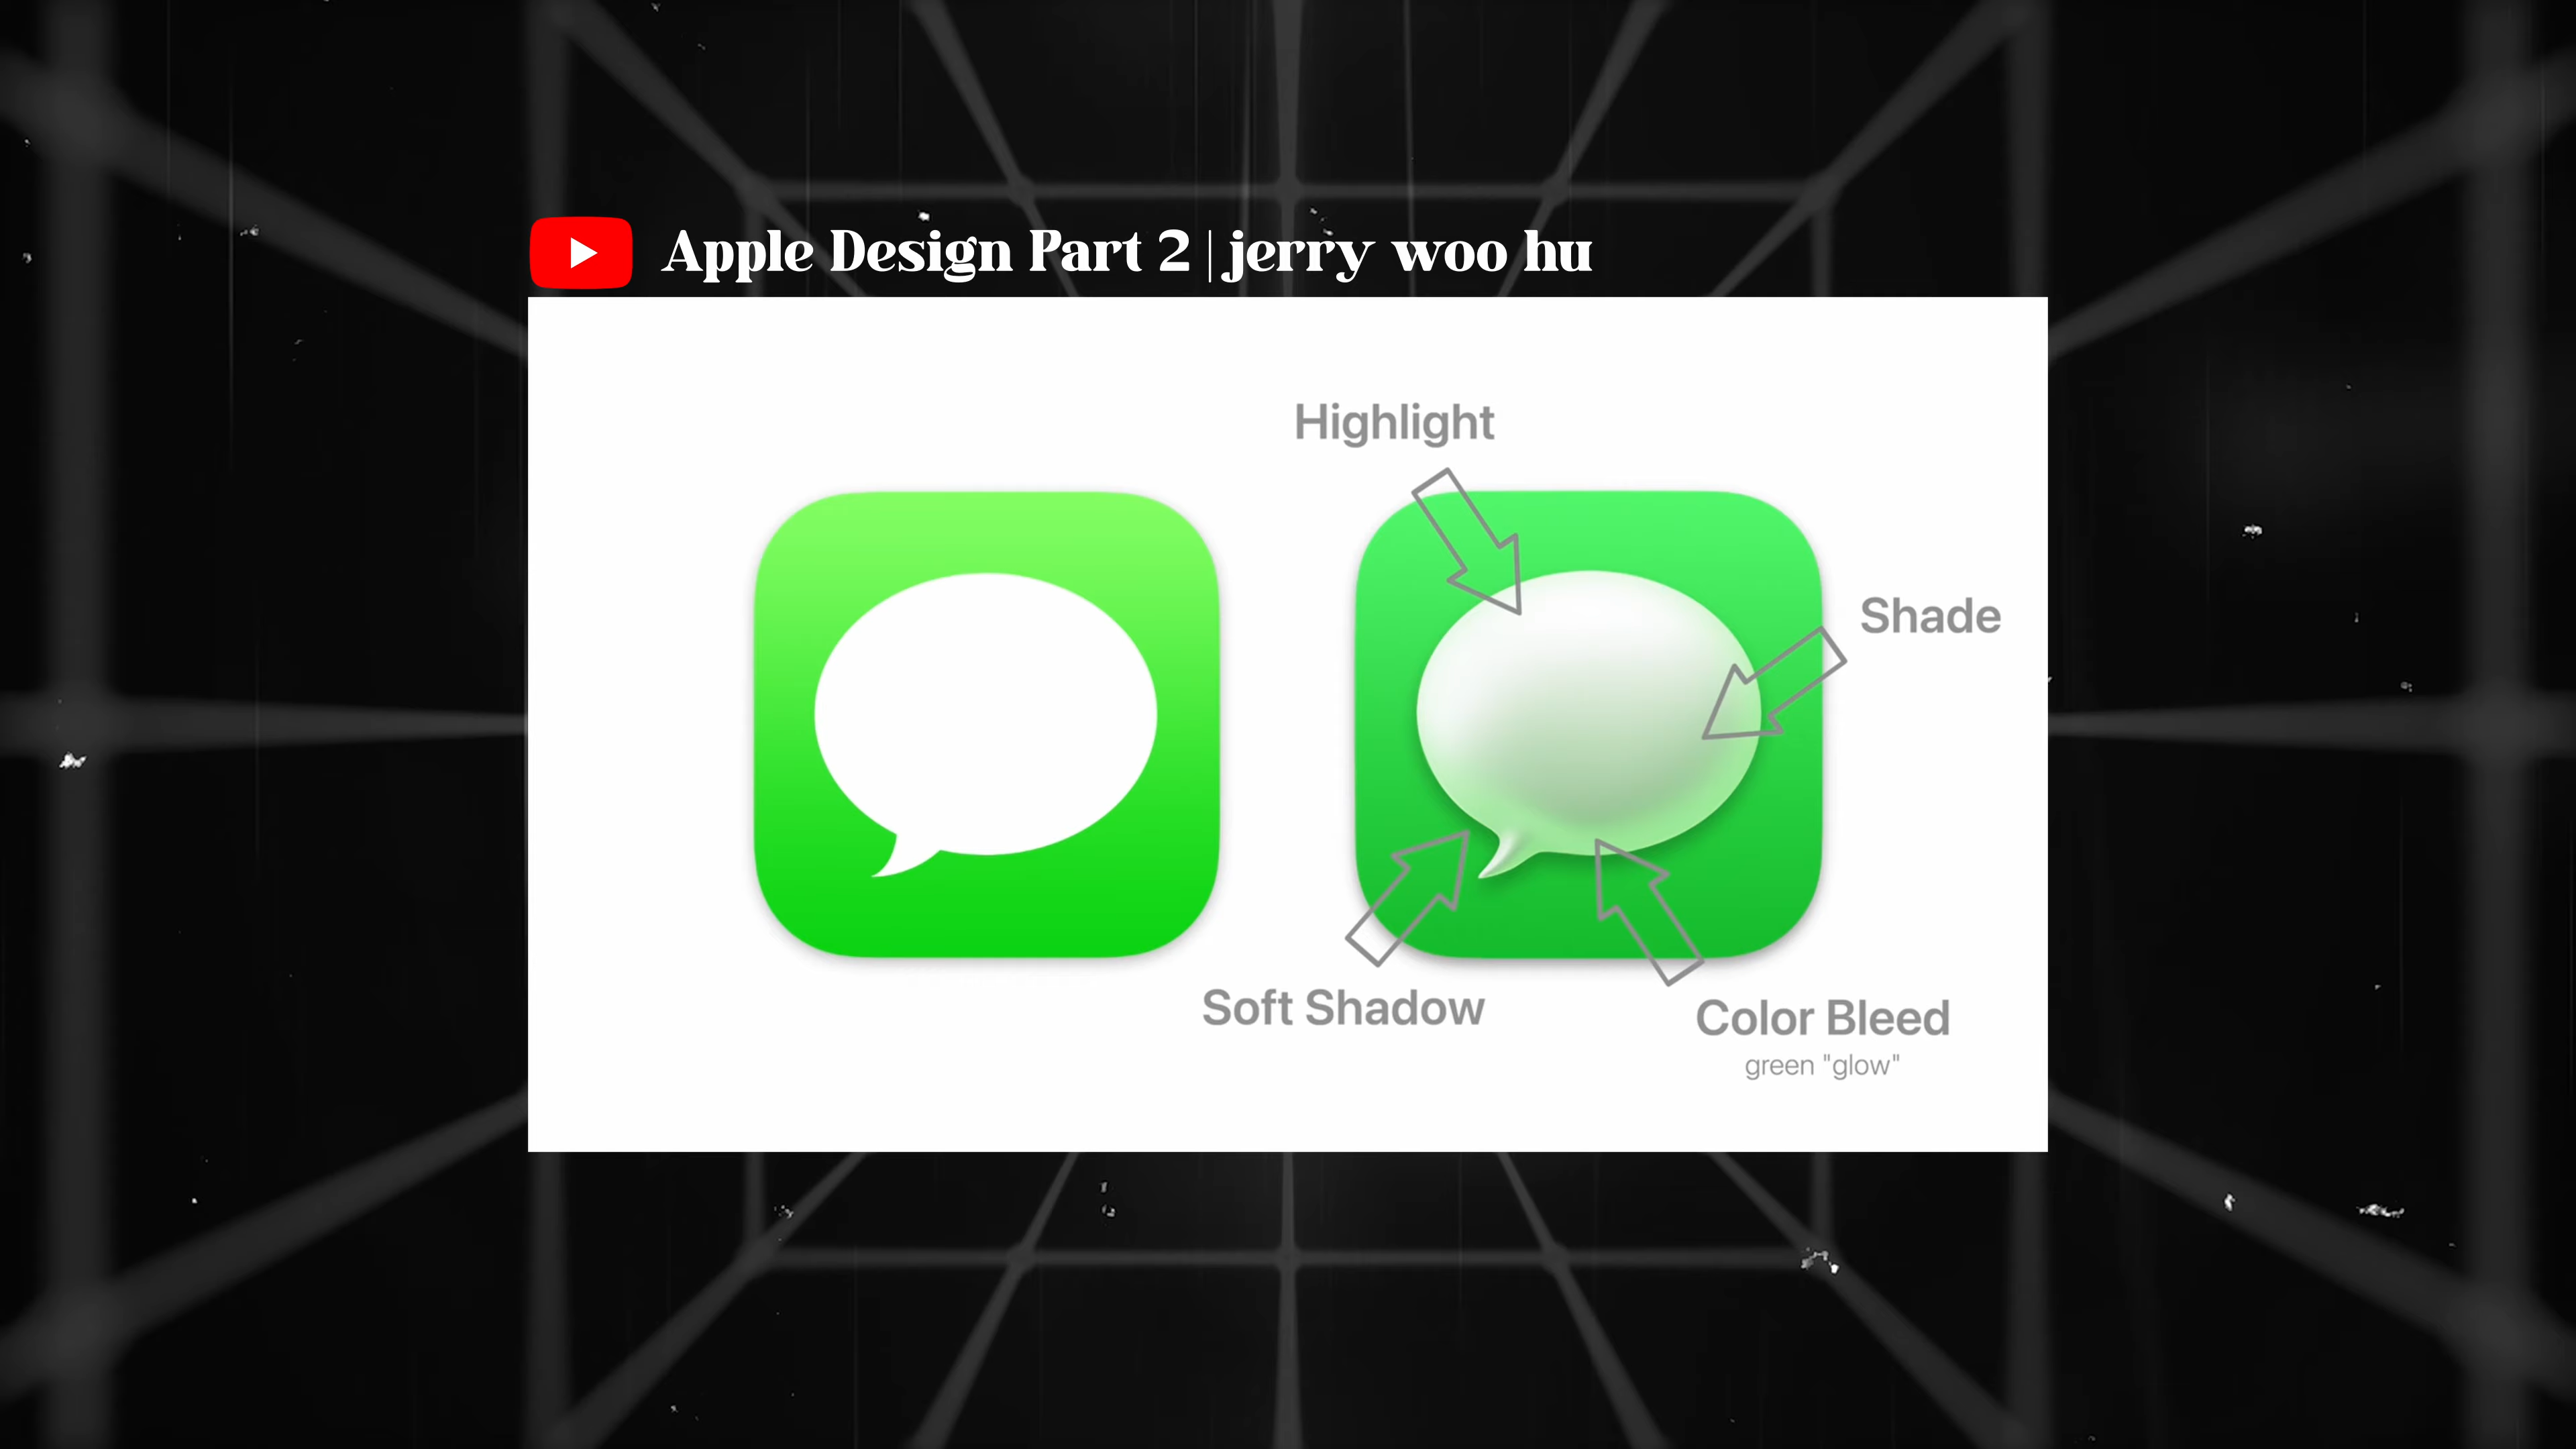 Apple Design Part 2 | jerry woo hu
Highlight
Shade
Soft Shadow
Color Bleed
green "glow"